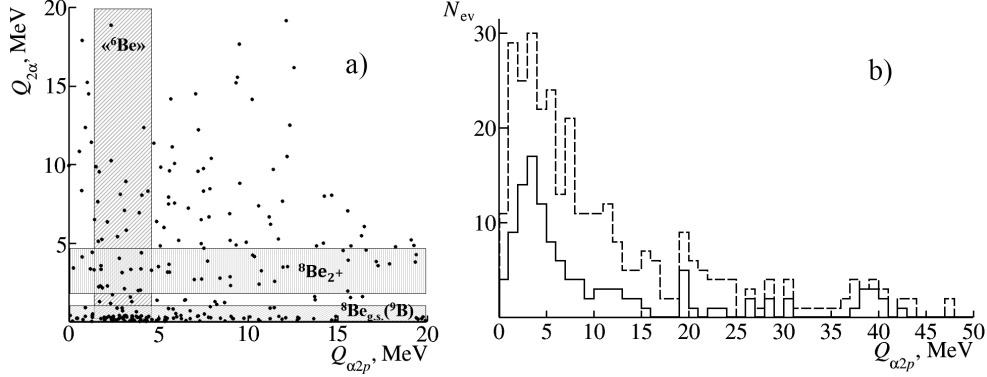 a)
Q2α, MeV
20
15
10
5
0
«⁶Be»
⁸Be₂⁺
⁸Beg.s.(⁹B)
0 5 10 15 20
Qα2p, MeV
b)
Nev
30
20
10
0 5 10 15 20 25 30 35 40 45 50
Qα2p, MeV